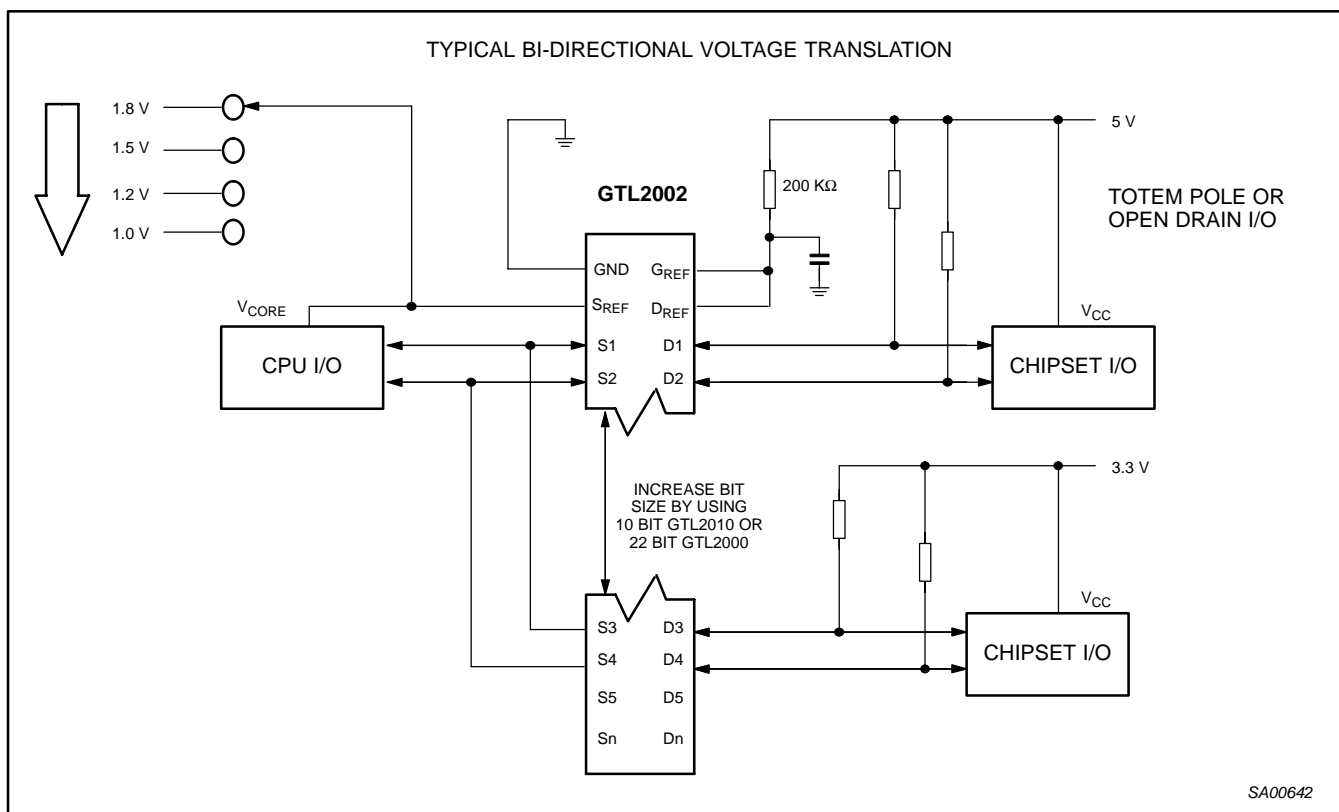 TYPICAL BI-DIRECTIONAL VOLTAGE TRANSLATION
1.8 V
1.5 V
1.2 V
1.0 V
5 V
200 KΩ
GTL2002
TOTEM POLE OR
OPEN DRAIN I/O
GND
GREF
SREF
DREF
VCORE
VCC
CPU I/O
S1
D1
S2
D2
CHIPSET I/O
3.3 V
INCREASE BIT
SIZE BY USING
10 BIT GTL2010 OR
22 BIT GTL2000
VCC
S3
D3
S4
D4
CHIPSET I/O
S5
D5
Sn
Dn
SA00642